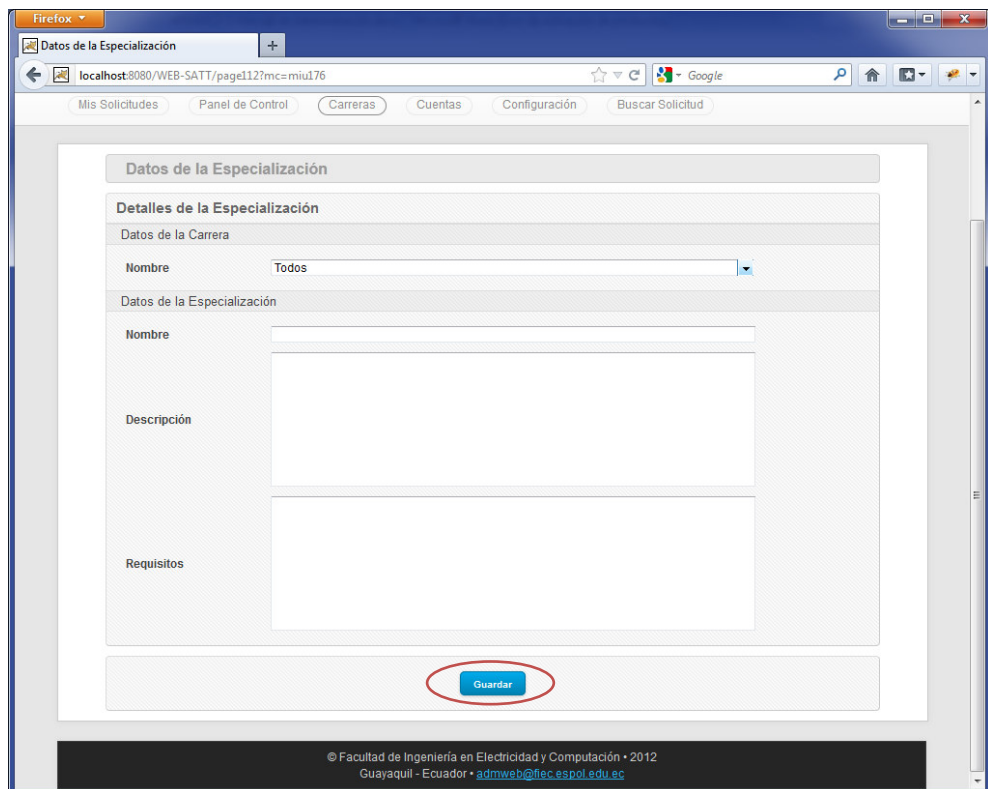 Firefox
Datos de la Especialización
localhost:8080/WEB-SATT/page112?mc=miu176
Google
Mis Solicitudes Panel de Control Carreras Cuentas Configuración Buscar Solicitud
Datos de la Especialización
Detalles de la Especialización
Datos de la Carrera
Nombre Todos
Datos de la Especialización
Nombre
Descripción
Requisitos
Guardar
© Facultad de Ingeniería en Electricidad y Computación • 2012
Guayaquil - Ecuador • admweb@fiec.espol.edu.ec